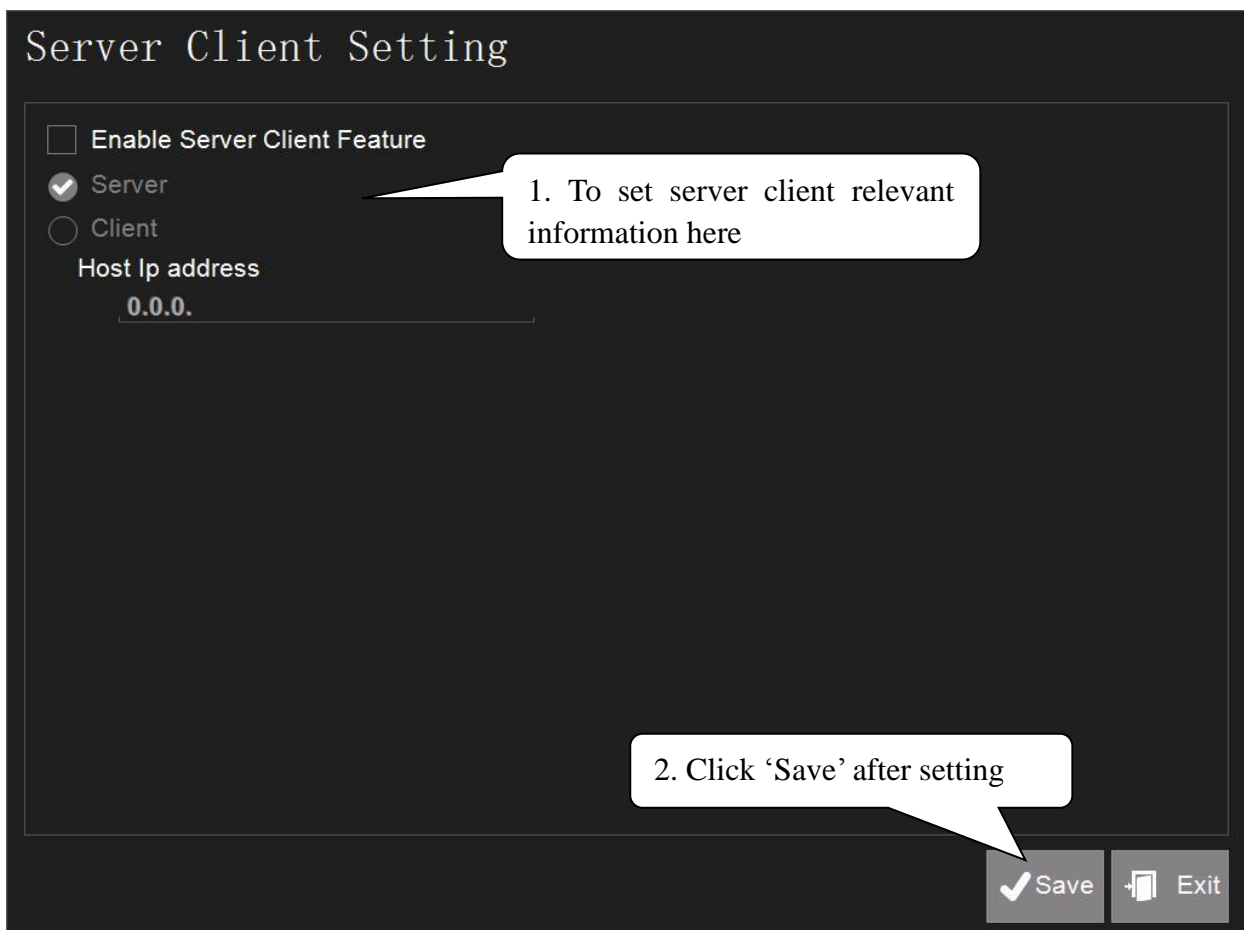 Server Client Setting
Enable Server Client Feature
Server
1. To set server client relevant
information here
Client
Host Ip address
0.0.0.
2. Click ‘Save’ after setting
Save
Exit